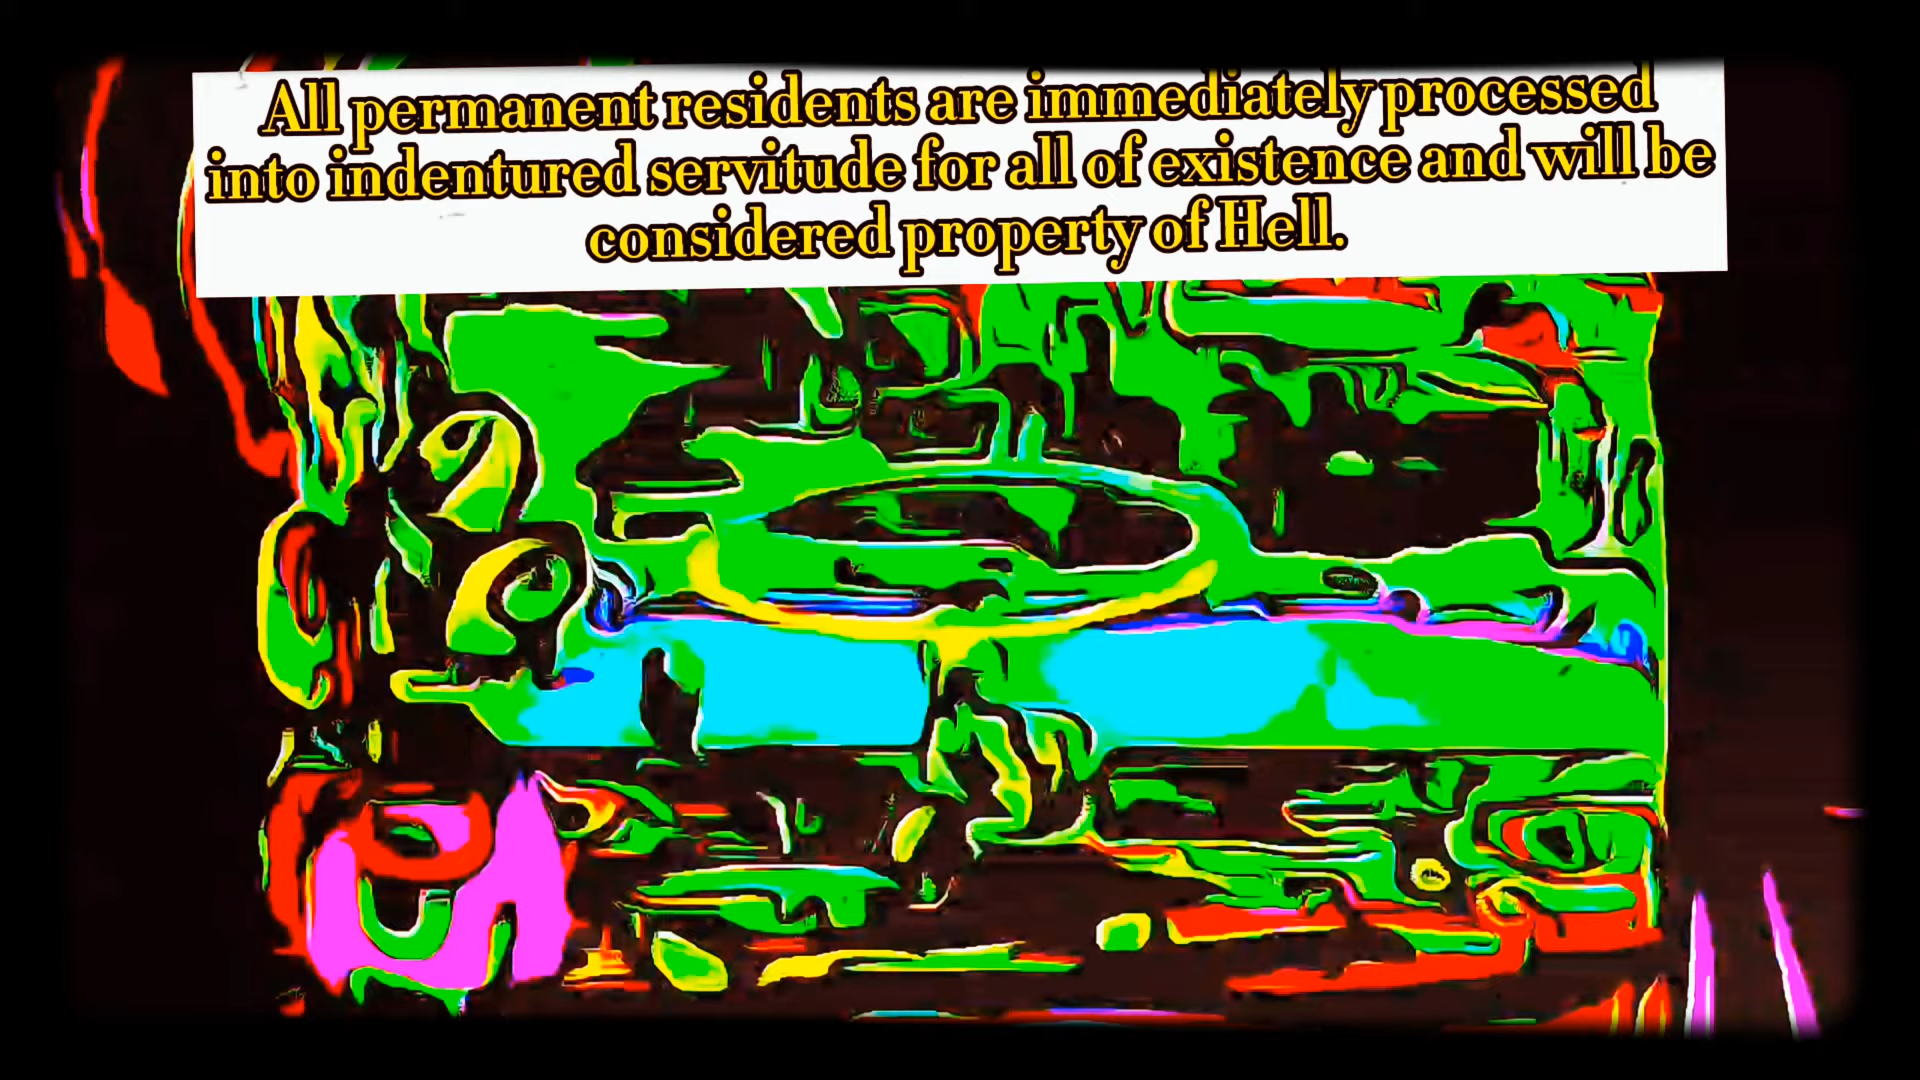 All permanent residents are immediately processed
into indentured servitude for all of existence and will be
considered property of Hell.